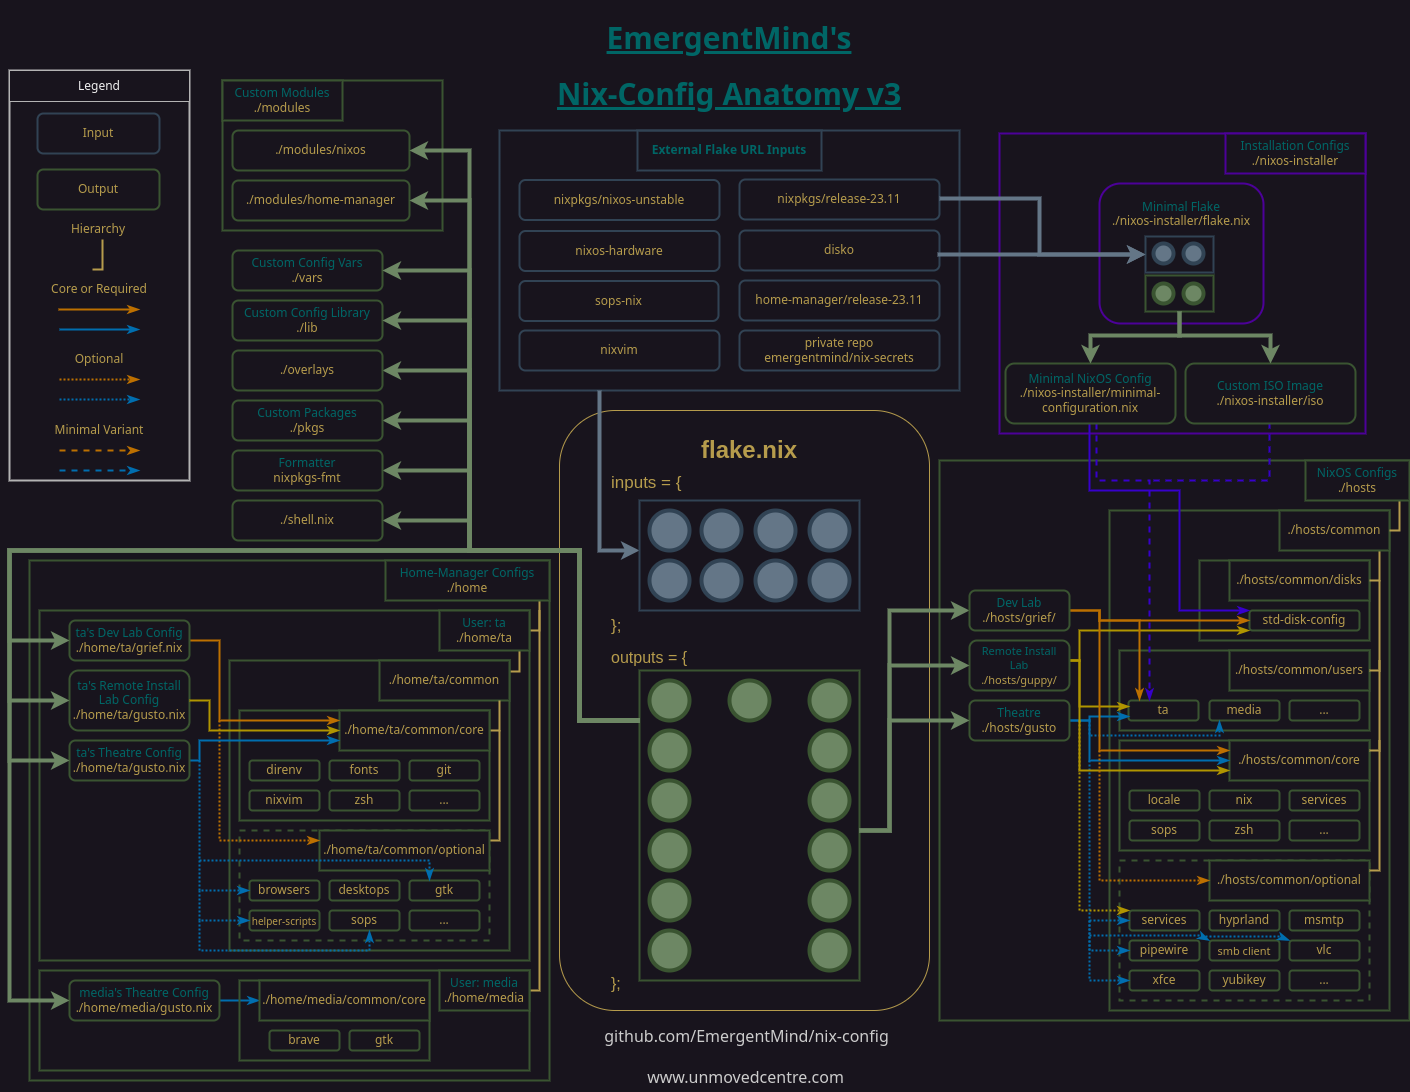 EmergentMind's
Nix-Config Anatomy v3
Legend
Input
Output
Hierarchy
Core or Required
Optional
Minimal Variant
Custom Modules
./modules
./modules/nixos
./modules/home-manager
Custom Config Vars
./vars
Custom Config Library
./lib
./overlays
Custom Packages
./pkgs
Formatter
nixpkgs-fmt
./shell.nix
External Flake URL Inputs
nixpkgs/nixos-unstable
nixpkgs/release-23.11
nixos-hardware
disko
sops-nix
home-manager/release-23.11
nixvim
private repo
emergentmind/nix-secrets
Installation Configs
./nixos-installer
Minimal Flake
./nixos-installer/flake.nix
Minimal NixOS Config
./nixos-installer/minimal-
configuration.nix
Custom ISO Image
./nixos-installer/iso
flake.nix
inputs = {
};
outputs = {
};
Home-Manager Configs
./home
User: ta
./home/ta
ta's Dev Lab Config
./home/ta/grief.nix
ta's Remote Install
Lab Config
./home/ta/gusto.nix
ta's Theatre Config
./home/ta/gusto.nix
./home/ta/common
./home/ta/common/core
direnv
fonts
git
nixvim
zsh
...
./home/ta/common/optional
browsers
desktops
gtk
helper-scripts
sops
...
User: media
./home/media
media's Theatre Config
./home/media/gusto.nix
./home/media/common/core
brave
gtk
NixOS Configs
./hosts
Dev Lab
./hosts/grief/
Remote Install
Lab
./hosts/guppy/
Theatre
./hosts/gusto
./hosts/common
./hosts/common/disks
std-disk-config
./hosts/common/users
ta
media
...
./hosts/common/core
locale
nix
services
sops
zsh
...
./hosts/common/optional
services
hyprland
msmtp
pipewire
smb client
vlc
xfce
yubikey
...
github.com/EmergentMind/nix-config
www.unmovedcentre.com